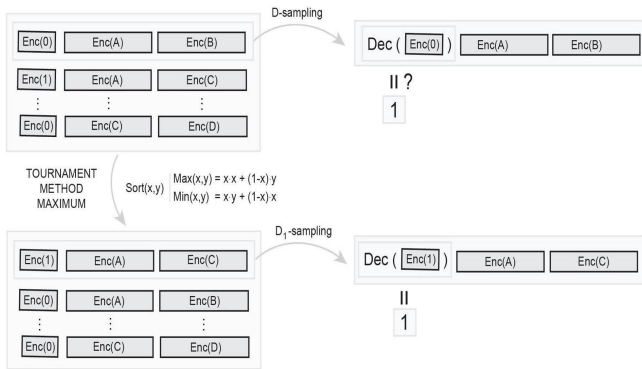 D-sampling
Enc(0) Enc(A) Enc(B)
Enc(1) Enc(A) Enc(C)
⋮ ⋮
Enc(0) Enc(C) Enc(D)
Dec ( Enc(0) ) Enc(A) Enc(B)
II ?
1
TOURNAMENT
METHOD
MAXIMUM
Sort(x,y)
Max(x,y) = x·x + (1-x)·y
Min(x,y) = x·y + (1-x)·x
D₁-sampling
Enc(1) Enc(A) Enc(C)
Enc(0) Enc(A) Enc(B)
⋮ ⋮
Enc(0) Enc(C) Enc(D)
Dec ( Enc(1) ) Enc(A) Enc(C)
II
1